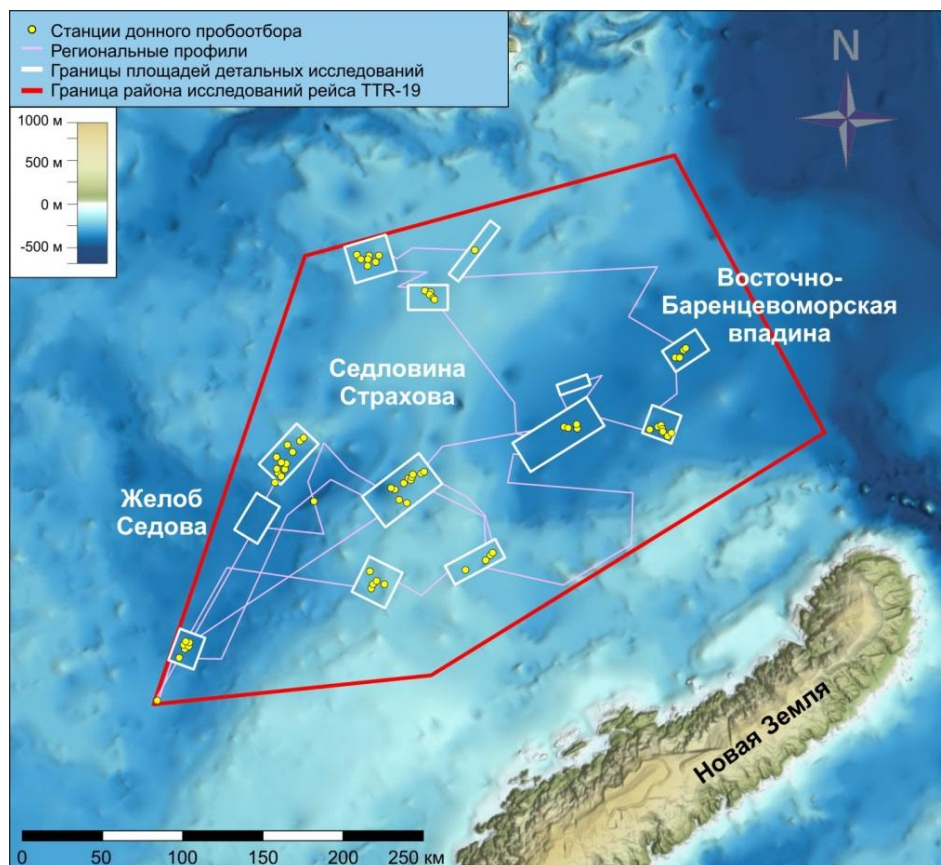 Станции донного пробоотбора
Региональные профили
Границы площадей детальных исследований
Граница района исследований рейса TTR-19
1000 м
500 м
0 м
-500 м
N
Восточно-
Баренцевоморская
впадина
Седловина
Страхова
Желоб
Седова
Новая Земля
0 50 100 150 200 250 км